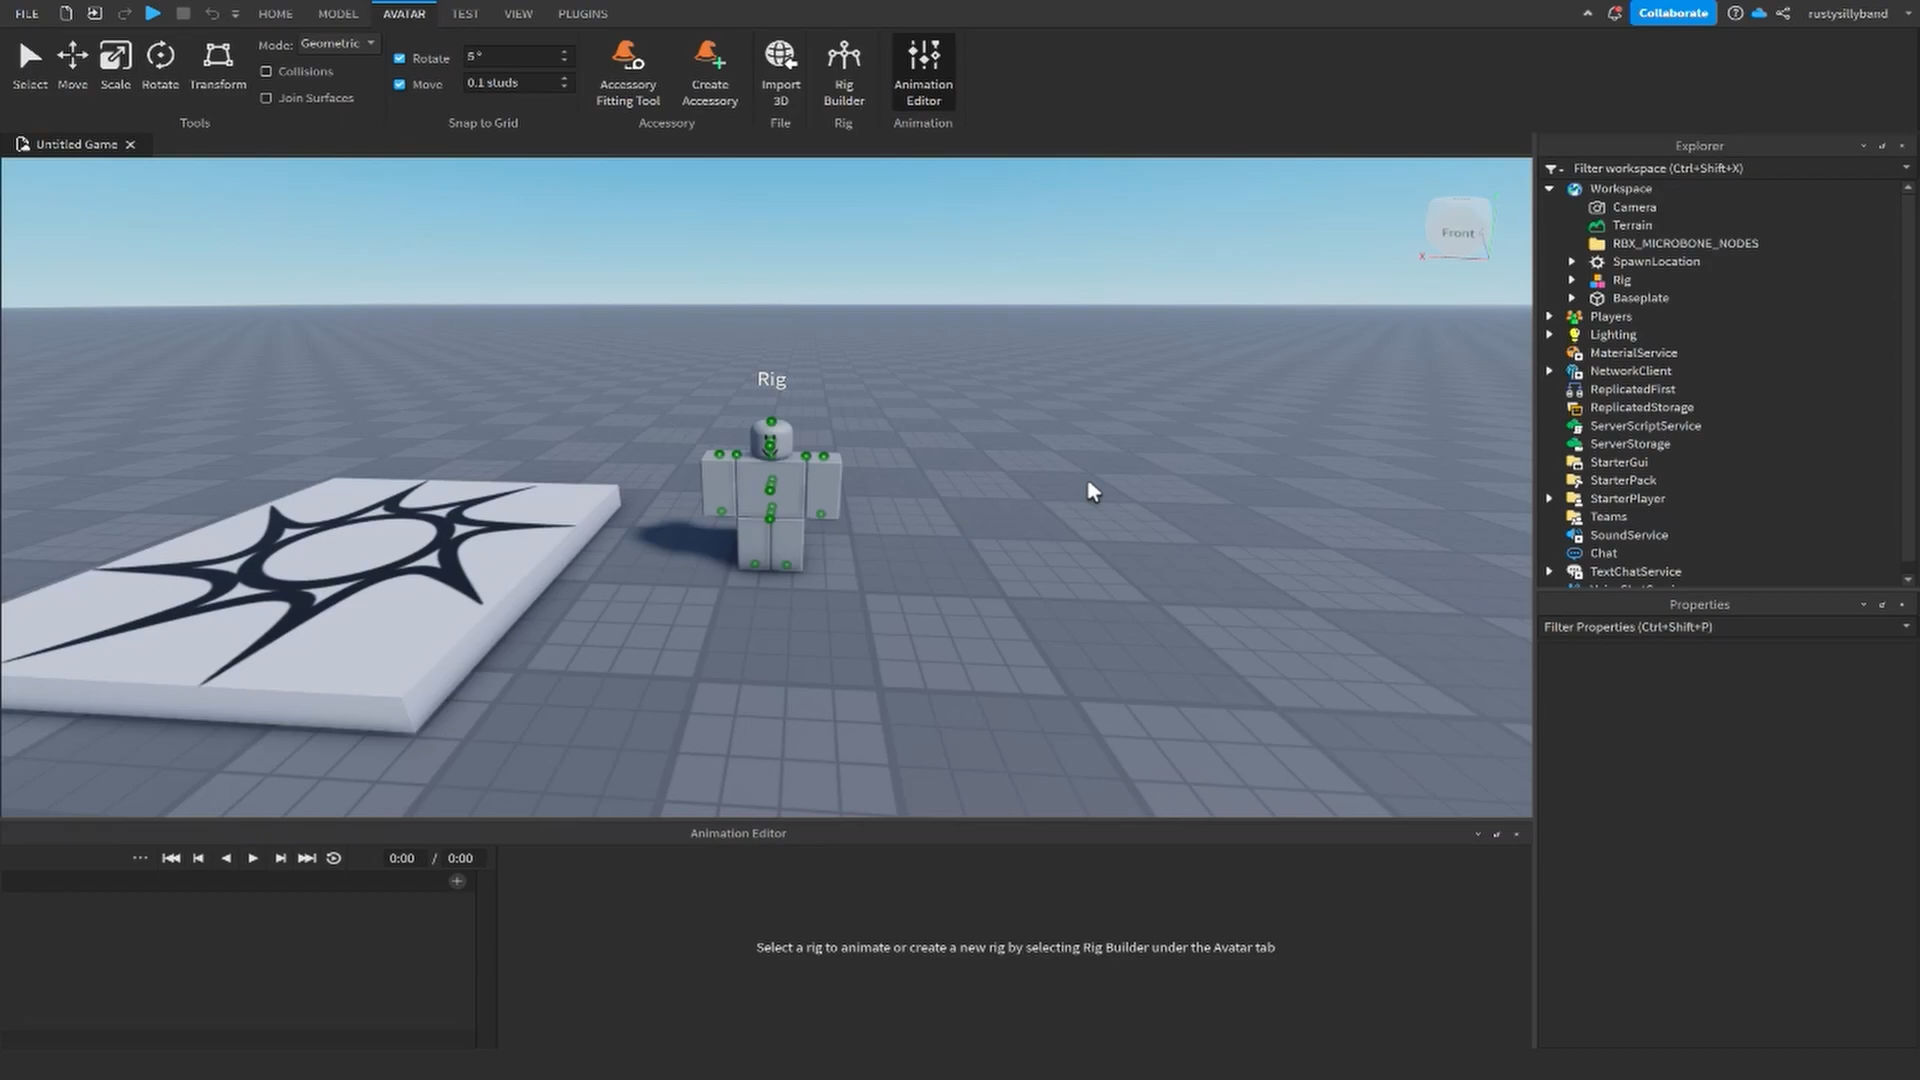 FILE HOME MODEL AVATAR TEST VIEW PLUGINS Collaborate rustysillyband
Select Move Scale Rotate Transform
Mode: Geometric
Collisions
Join Surfaces
Tools
Rotate 5°
Move 0.1 studs
Snap to Grid
Accessory
Fitting Tool
Create
Accessory
Accessory
Import
3D
File
Rig
Builder
Rig
Animation
Editor
Animation
Untitled Game
Rig
Front
X
Explorer
Filter workspace (Ctrl+Shift+X)
Workspace
Camera
Terrain
RBX_MICROBONE_NODES
SpawnLocation
Rig
Baseplate
Players
Lighting
MaterialService
NetworkClient
ReplicatedFirst
ReplicatedStorage
ServerScriptService
ServerStorage
StarterGui
StarterPack
StarterPlayer
Teams
SoundService
Chat
TextChatService
Properties
Filter Properties (Ctrl+Shift+P)
Animation Editor
0:00 / 0:00
Select a rig to animate or create a new rig by selecting Rig Builder under the Avatar tab